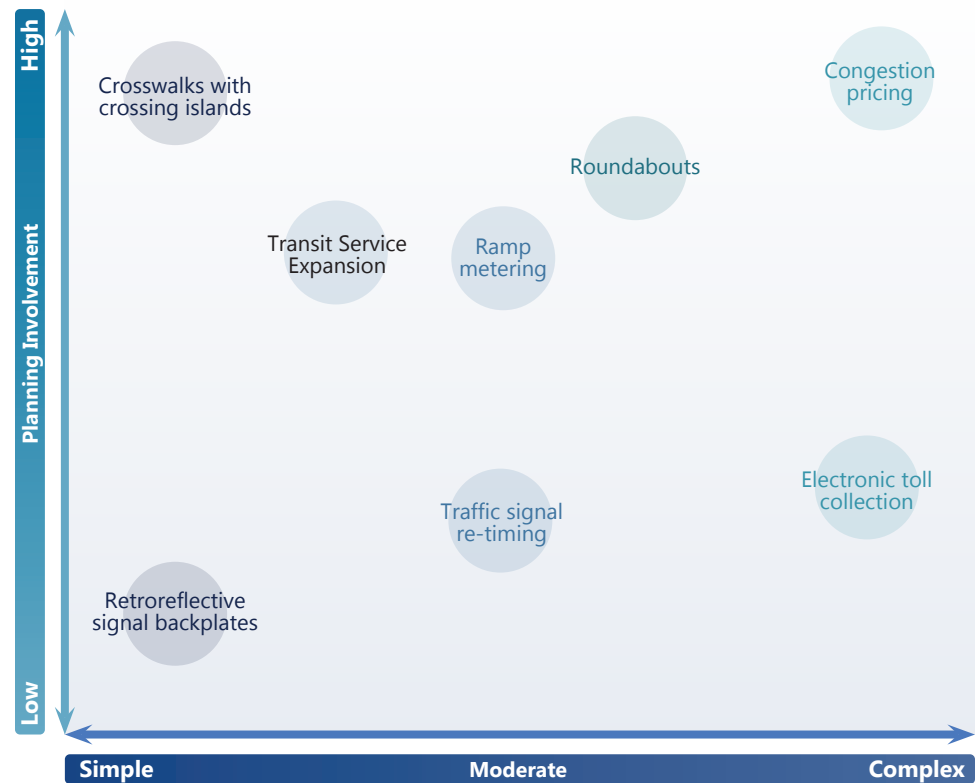 High
Planning Involvement
Low
Crosswalks with
crossing islands
Congestion
pricing
Roundabouts
Transit Service
Expansion
Ramp
metering
Electronic toll
collection
Traffic signal
re-timing
Retroreflective
signal backplates
Simple
Moderate
Complex